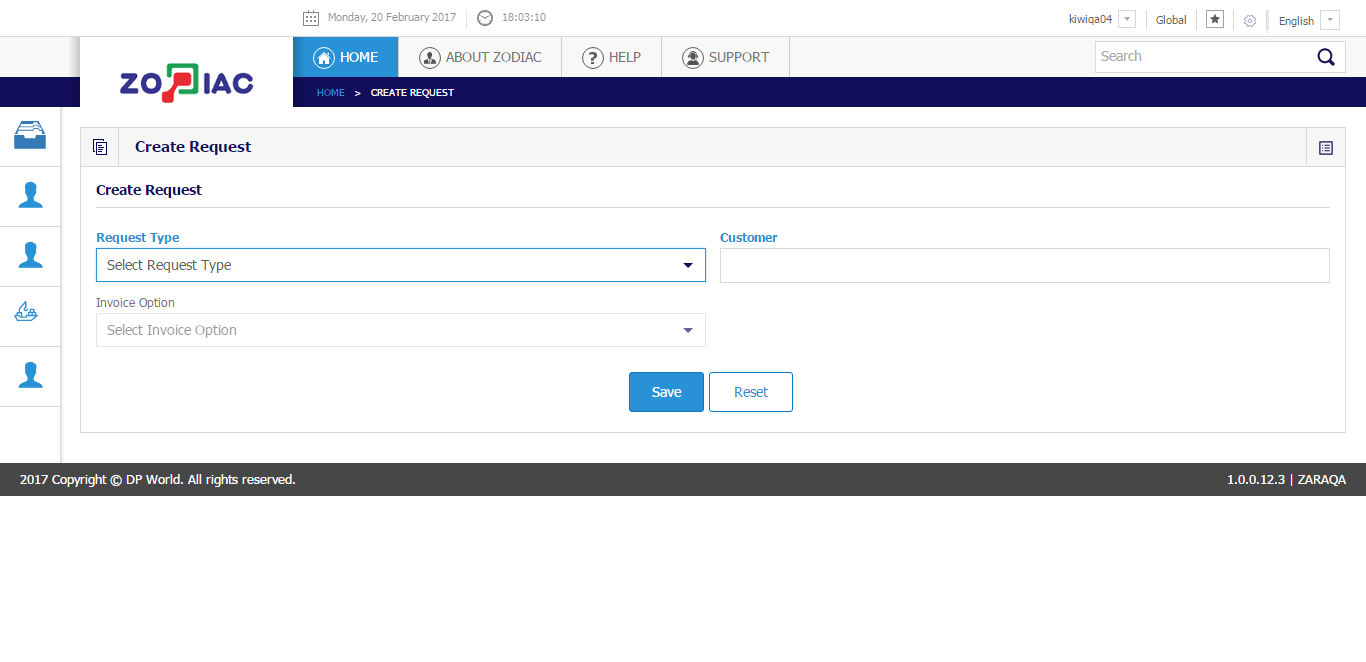 Monday, 20 February 2017 18:03:10 kiwiqa04 Global English
ZODIAC
HOME ABOUT ZODIAC ? HELP SUPPORT Search
HOME > CREATE REQUEST
Create Request
Create Request
Request Type Customer
Select Request Type
Invoice Option
Select Invoice Option
Save Reset
2017 Copyright © DP World. All rights reserved. 1.0.0.12.3 | ZARAQA